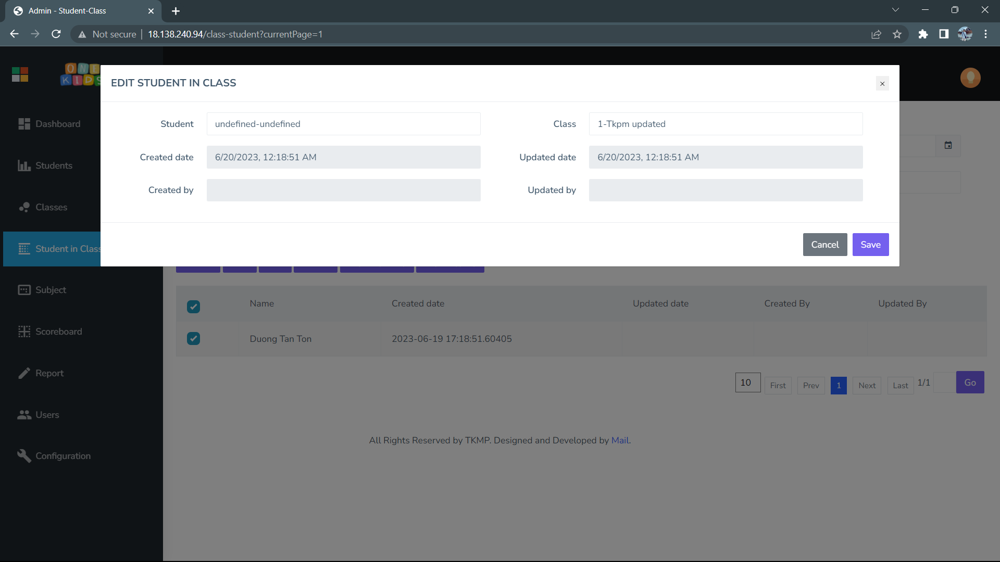 Admin - Student-Class
Not secure
18.138.240.94/class-student?currentPage=1
ONI
KIDS
EDIT STUDENT IN CLASS
×
Student
undefined-undefined
Class
1-Tkpm updated
Created date
6/20/2023, 12:18:51 AM
Updated date
6/20/2023, 12:18:51 AM
Created by
Updated by
Cancel
Save
Dashboard
Students
Classes
Student in Class
Subject
Scoreboard
Report
Users
Configuration
Name
Created date
Updated date
Created By
Updated By
Duong Tan Ton
2023-06-19 17:18:51.60405
10
First
Prev
1
Next
Last
1/1
Go
All Rights Reserved by TKMP. Designed and Developed by Mail.